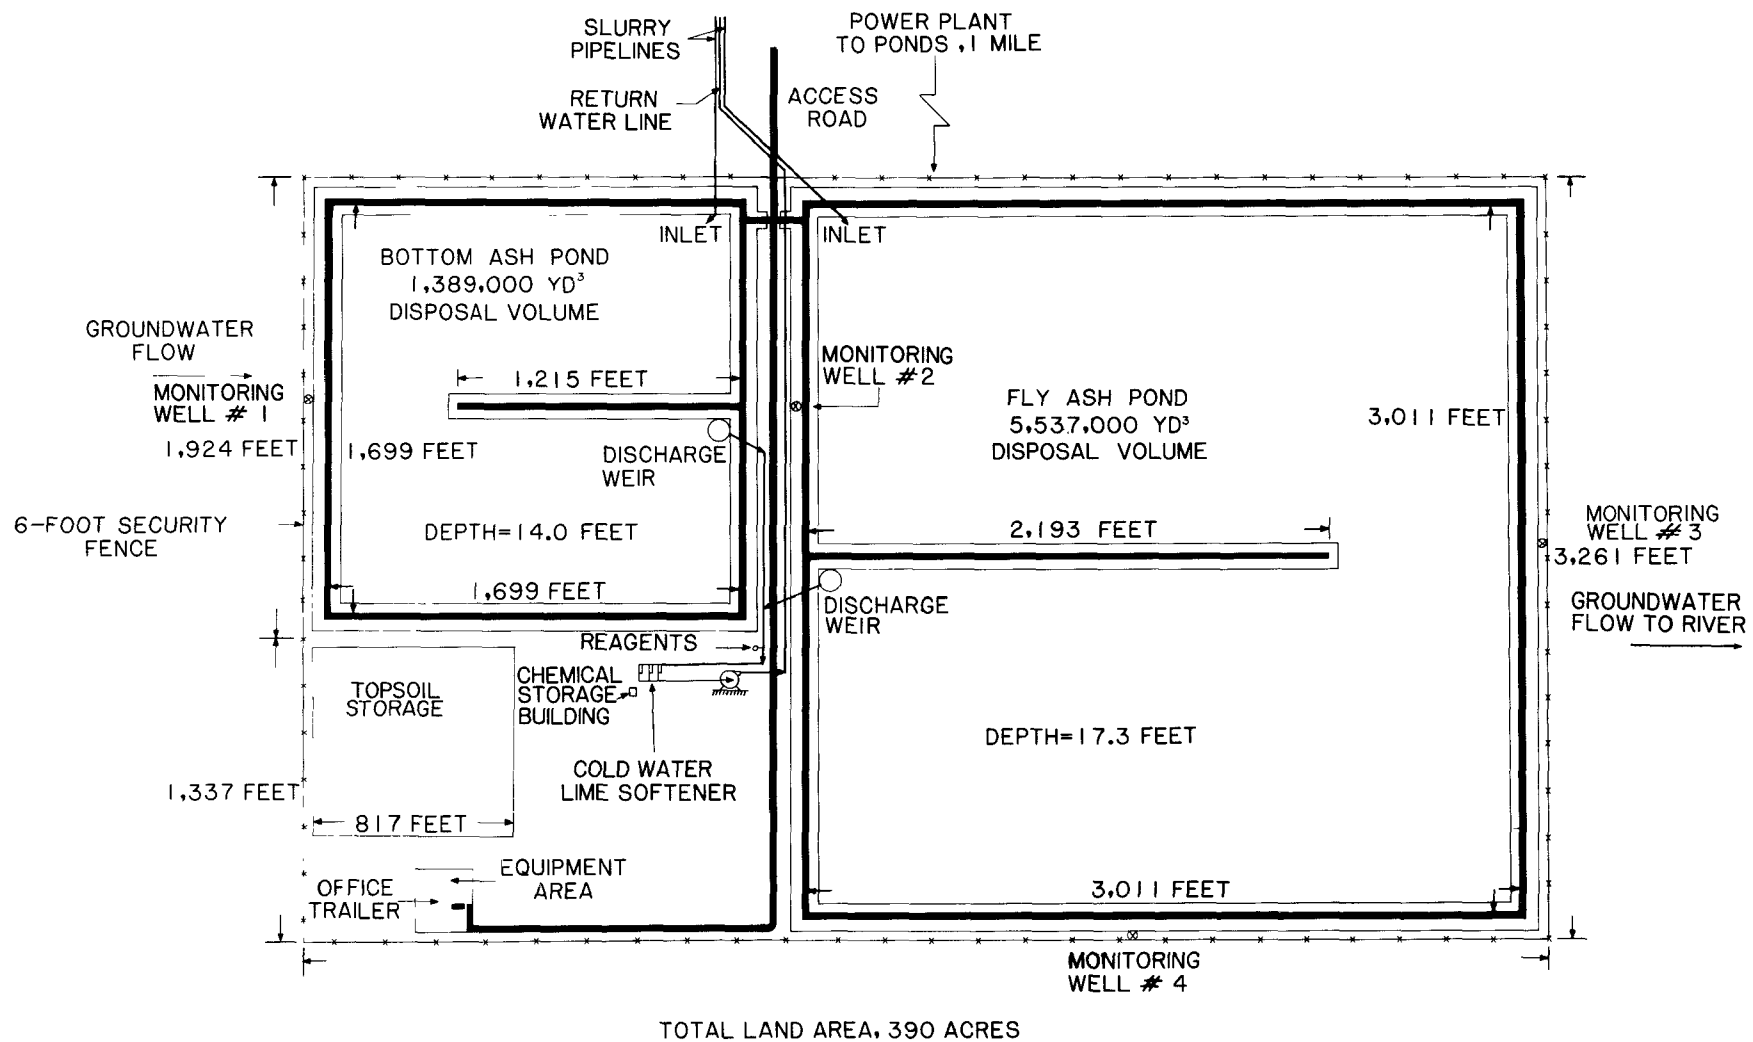 SLURRY
PIPELINES
POWER PLANT
TO PONDS .1 MILE
RETURN
WATER LINE
ACCESS
ROAD
INLET
INLET
BOTTOM ASH POND
1,389,000 YD³
DISPOSAL VOLUME
GROUNDWATER
FLOW
MONITORING
WELL # 1
1,924 FEET
1,215 FEET
1,699 FEET
DISCHARGE
WEIR
MONITORING
WELL #2
FLY ASH POND
5,537,000 YD³
DISPOSAL VOLUME
3,011 FEET
6-FOOT SECURITY
FENCE
DEPTH=14.0 FEET
2,193 FEET
MONITORING
WELL # 3
3,261 FEET
1,699 FEET
DISCHARGE
WEIR
GROUNDWATER
FLOW TO RIVER
REAGENTS
CHEMICAL
STORAGE
BUILDING
TOPSOIL
STORAGE
DEPTH=17.3 FEET
COLD WATER
LIME SOFTENER
1,337 FEET
817 FEET
EQUIPMENT
AREA
OFFICE
TRAILER
3,011 FEET
MONITORING
WELL # 4
TOTAL LAND AREA, 390 ACRES